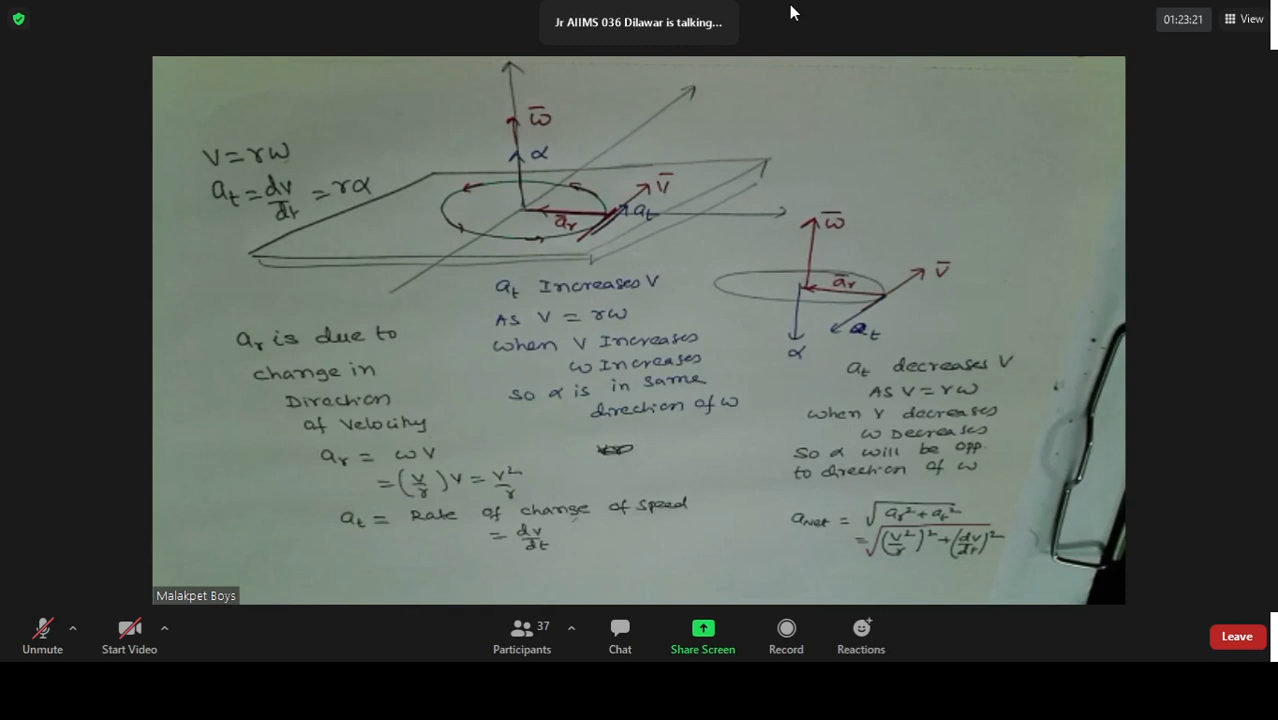 Jr AIIMS 036 Dilawar is talking...
01:23:21
View
V = rω
at = dv/dt = rα
ω̄
α
v̄
at
ār
ω̄
v̄
ār
at
α
at Increases V
As V = rω
when V Increases
ω Increases
so α is in same
direction of ω
ar is due to
change in
Direction
of Velocity
ar = ωV
= (V/r) V = V²/r
at = Rate of change of speed
= dv/dt
at decreases V
As V = rω
when V decreases
ω Decreases
So α will be opp.
to direction of ω
aNet = √ar² + at²
= √(V²/r)² + (dv/dt)²
Malakpet Boys
Unmute
Start Video
37
Participants
Chat
Share Screen
Record
Reactions
Leave